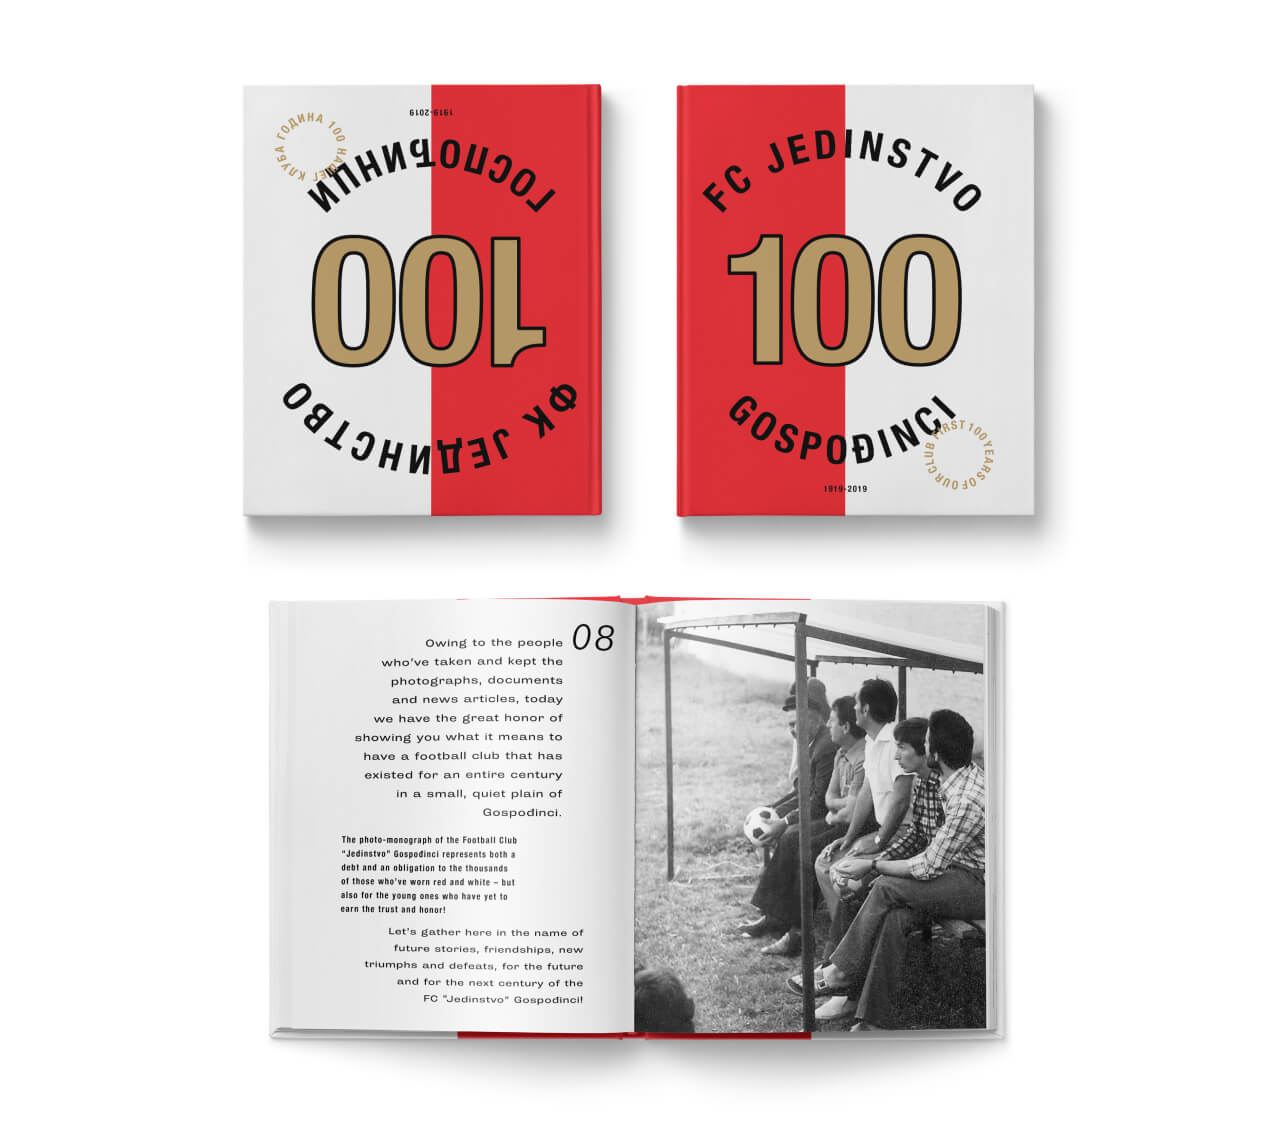 ФК ЈЕДИНСТВО
100
ГОСПОЂИНЦИ
1919-2019
ГОДИНА 100 НАШЕГ КЛУБА
FC JEDINSTVO
100
GOSPOĐINCI
FIRST 100 YEARS OF OUR CLUB
1919-2019
08
Owing to the people
who've taken and kept the
photographs, documents
and news articles, today
we have the great honor of
showing you what it means to
have a football club that has
existed for an entire century
in a small, quiet plain of
Gospođinci.
The photo-monograph of the Football Club
“Jedinstvo” Gospođinci represents both a
debt and an obligation to the thousands
of those who've worn red and white – but
also for the young ones who have yet to
earn the trust and honor!
Let's gather here in the name of
future stories, friendships, new
triumphs and defeats, for the future
and for the next century of the
FC “Jedinstvo” Gospođinci!